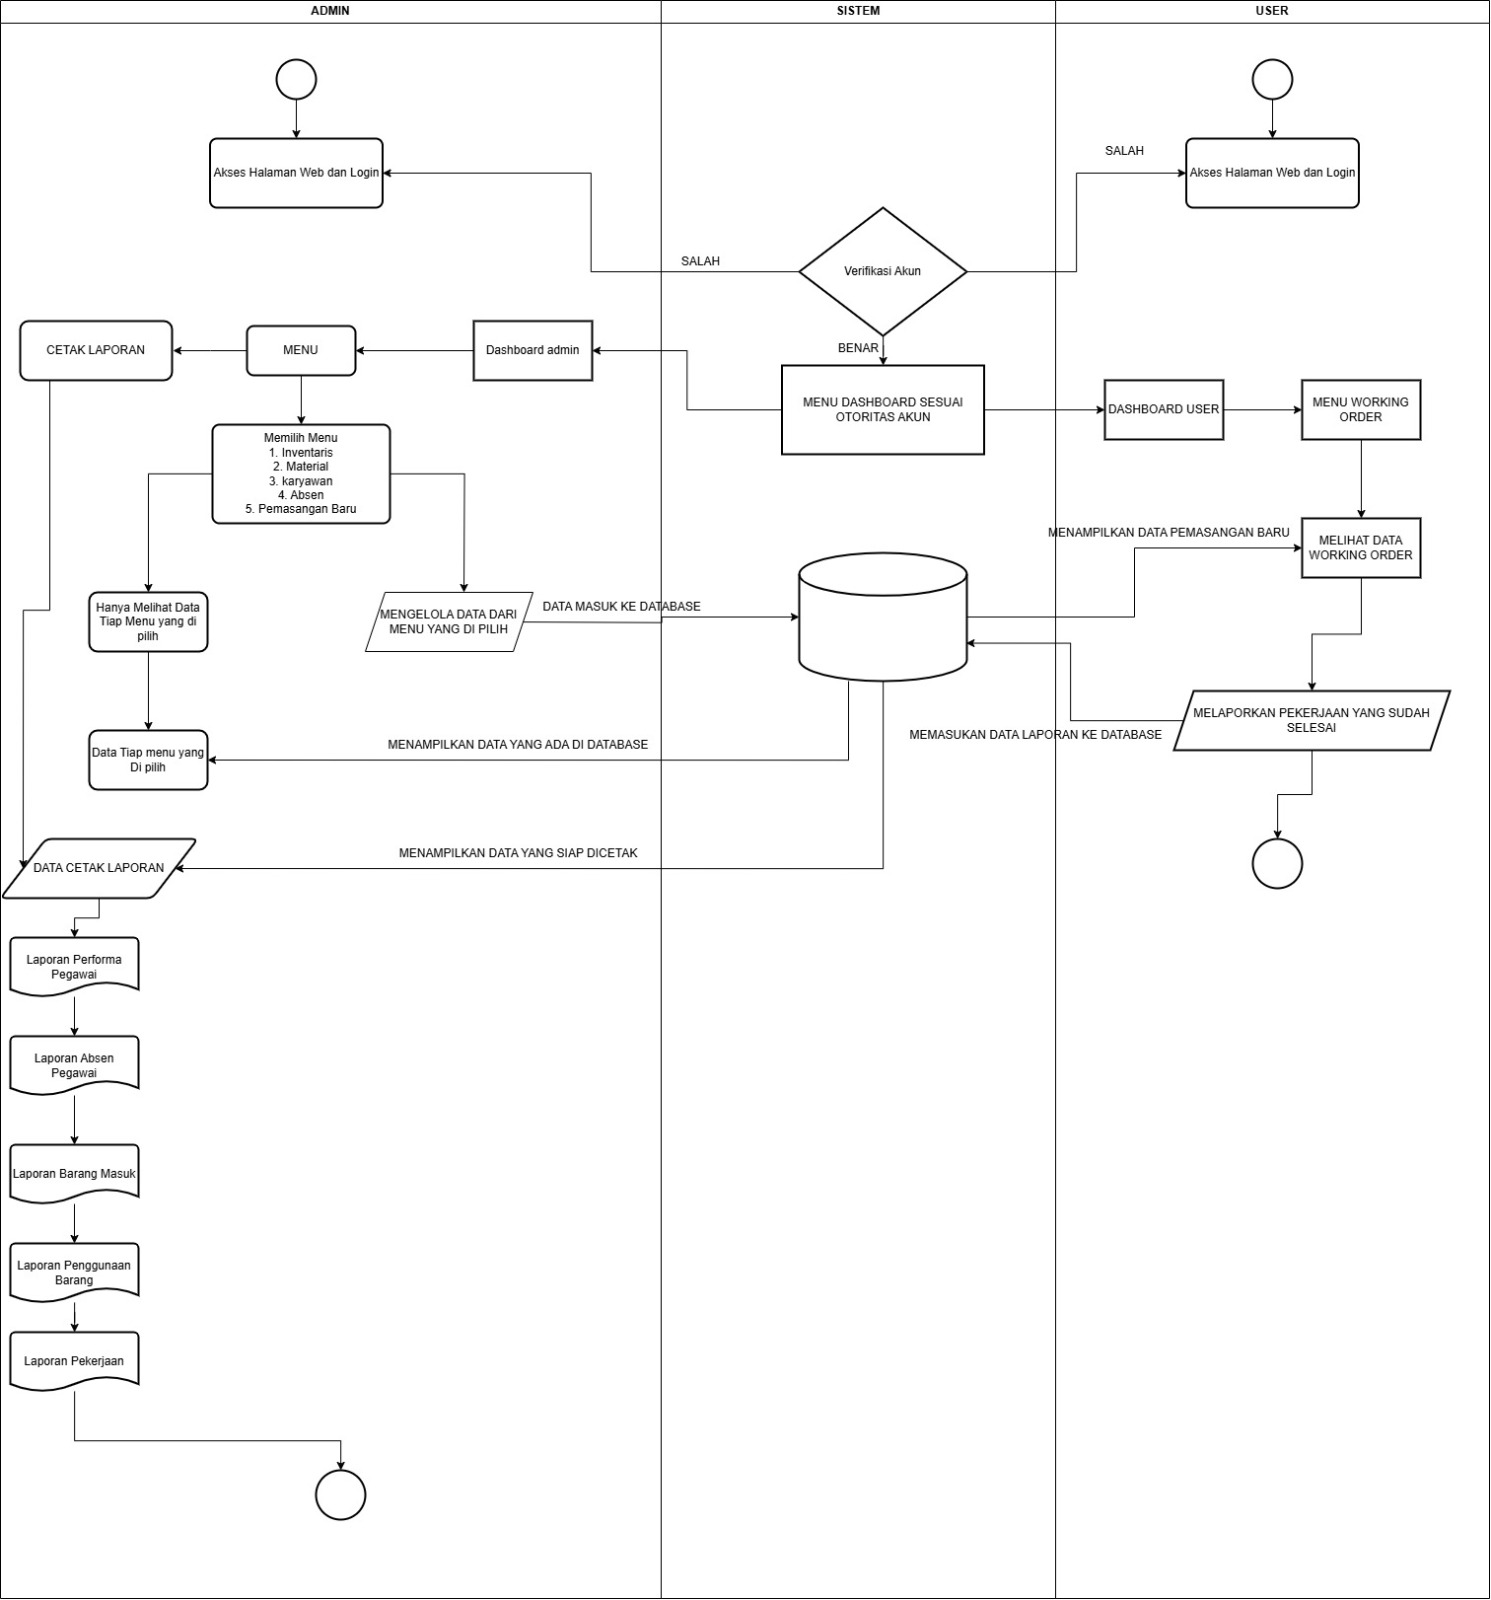 ADMIN
SISTEM
USER
Akses Halaman Web dan Login
SALAH
Akses Halaman Web dan Login
SALAH
Verifikasi Akun
BENAR
CETAK LAPORAN
MENU
Dashboard admin
MENU DASHBOARD SESUAI
OTORITAS AKUN
DASHBOARD USER
MENU WORKING
ORDER
Memilih Menu
1. Inventaris
2. Material
3. karyawan
4. Absen
5. Pemasangan Baru
MENAMPILKAN DATA PEMASANGAN BARU
MELIHAT DATA
WORKING ORDER
Hanya Melihat Data
Tiap Menu yang di
pilih
MENGELOLA DATA DARI
MENU YANG DI PILIH
DATA MASUK KE DATABASE
MELAPORKAN PEKERJAAN YANG SUDAH
SELESAI
MEMASUKAN DATA LAPORAN KE DATABASE
Data Tiap menu yang
Di pilih
MENAMPILKAN DATA YANG ADA DI DATABASE
DATA CETAK LAPORAN
MENAMPILKAN DATA YANG SIAP DICETAK
Laporan Performa
Pegawai
Laporan Absen
Pegawai
Laporan Barang Masuk
Laporan Penggunaan
Barang
Laporan Pekerjaan